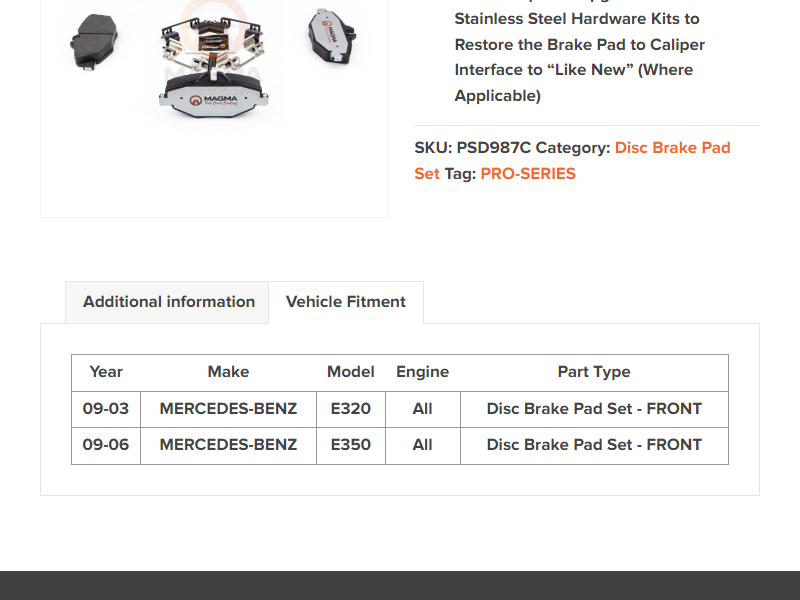 MAGMA
MAGMA
MAGMA
Stainless Steel Hardware Kits to
Restore the Brake Pad to Caliper
Interface to “Like New” (Where
Applicable)
SKU: PSD987C Category: Disc Brake Pad
Set Tag: PRO-SERIES
Additional information
Vehicle Fitment
Year Make Model Engine Part Type
09-03 MERCEDES-BENZ E320 All Disc Brake Pad Set - FRONT
09-06 MERCEDES-BENZ E350 All Disc Brake Pad Set - FRONT